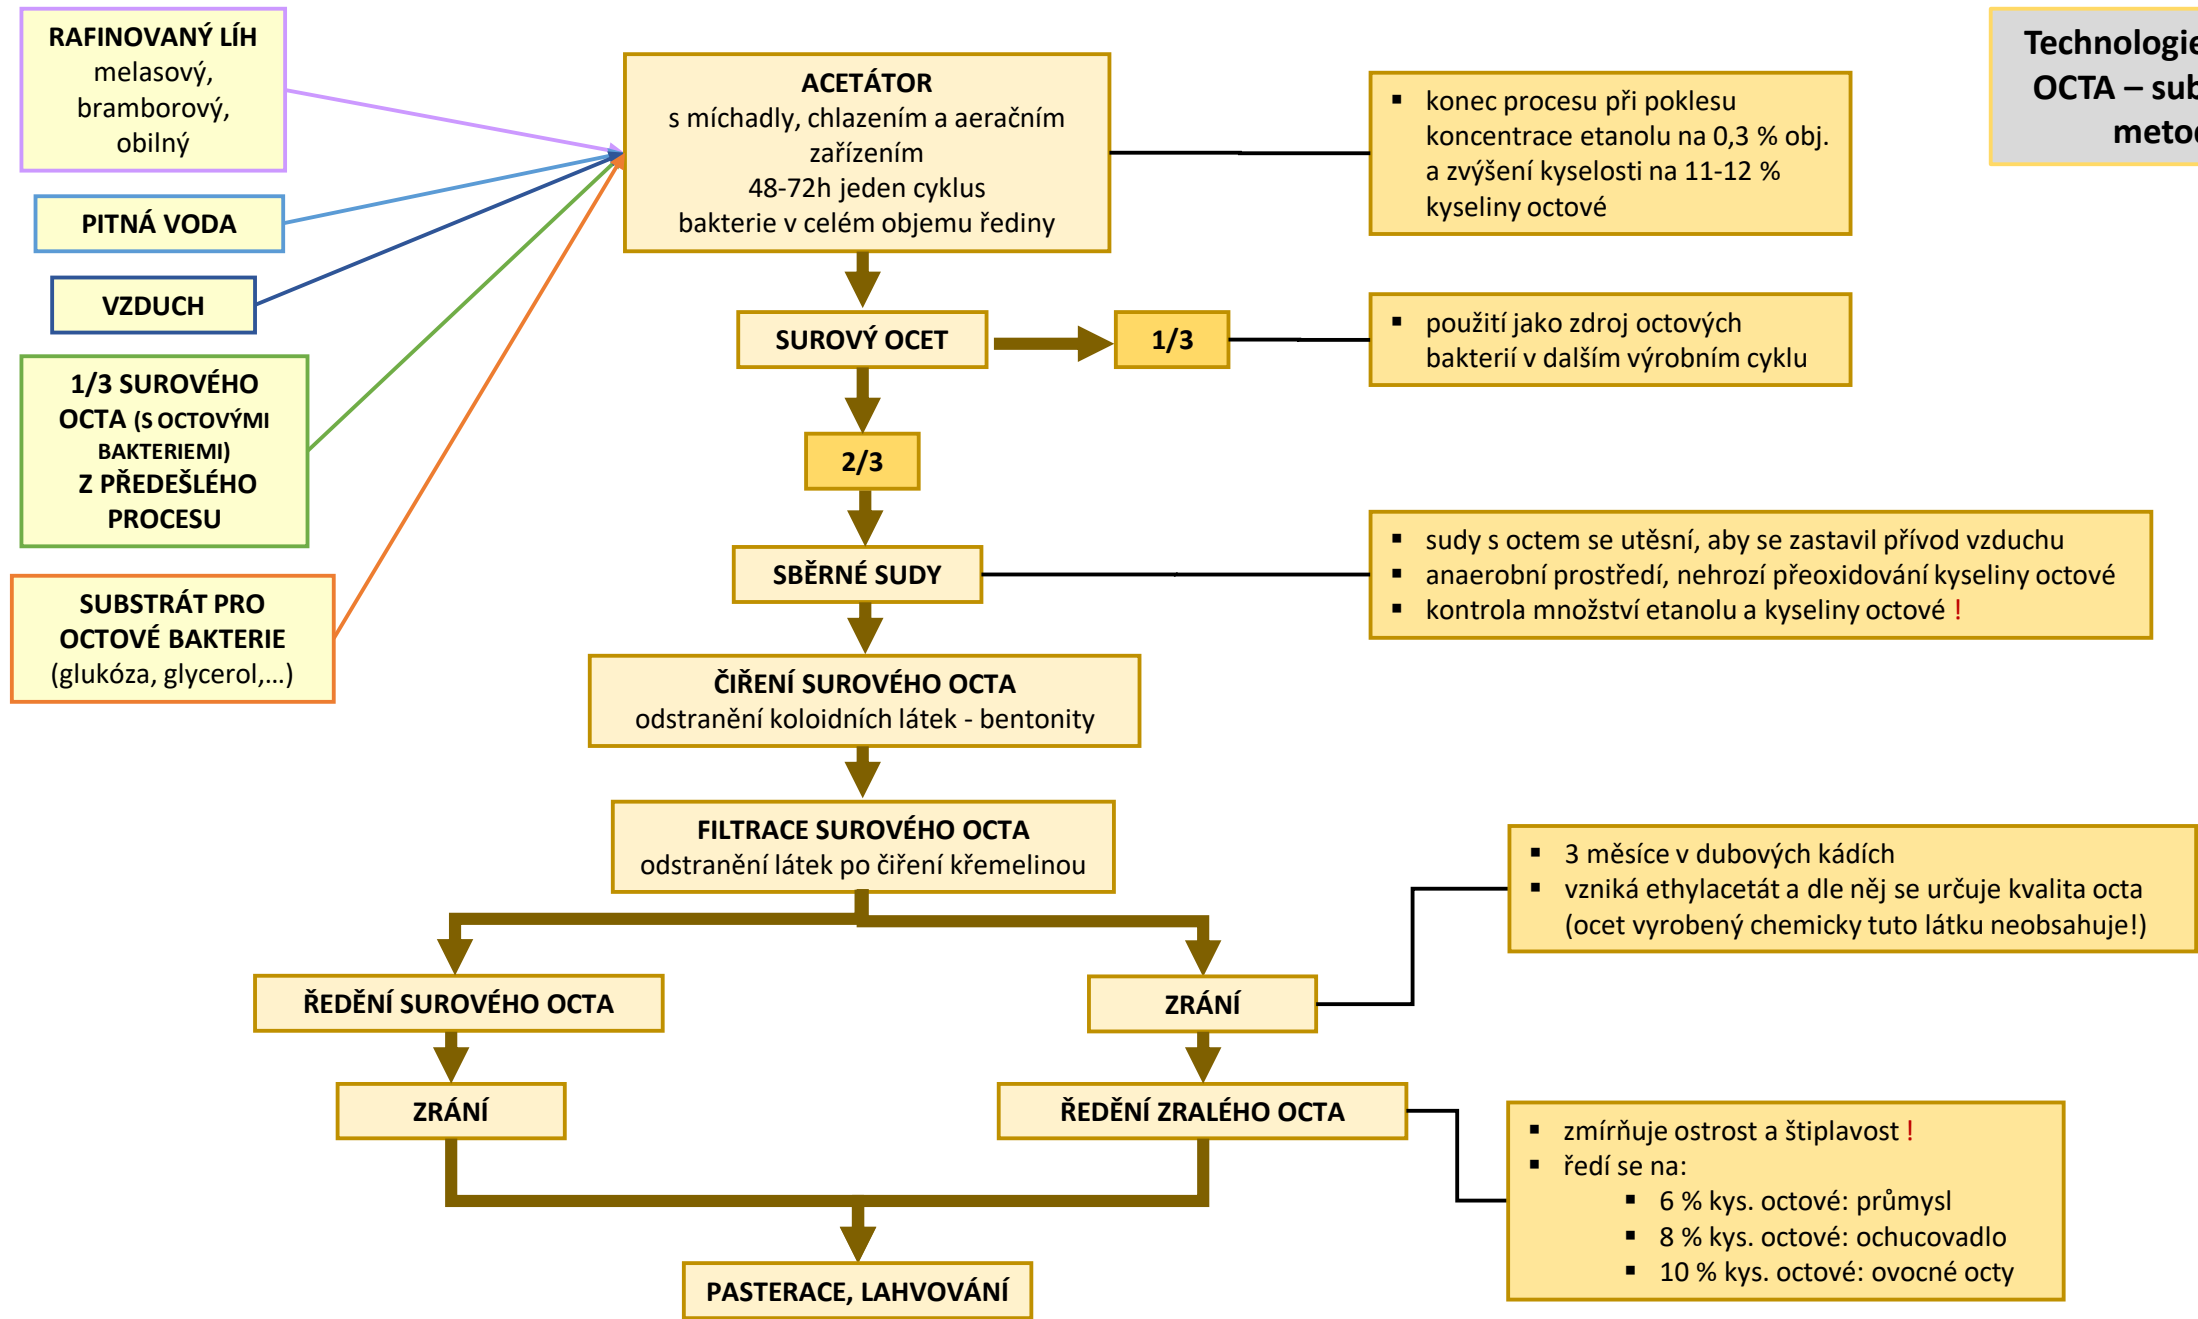 RAFINOVANÝ LÍH
melasový,
bramborový,
obilný
PITNÁ VODA
VZDUCH
1/3 SUROVÉHO
OCTA (S OCTOVÝMI
BAKTERIEMI)
Z PŘEDEŠLÉHO
PROCESU
SUBSTRÁT PRO
OCTOVÉ BAKTERIE
(glukóza, glycerol,...)
ACETÁTOR
s míchadly, chlazením a aeračním
zařízením
48-72h jeden cyklus
bakterie v celém objemu ředíny
▪ konec procesu při poklesu
koncentrace etanolu na 0,3 % obj.
a zvýšení kyselosti na 11-12 %
kyseliny octové
Technologie
OCTA – sub
meto
SUROVÝ OCET
1/3
▪ použití jako zdroj octových
bakterií v dalším výrobním cyklu
2/3
SBĚRNÉ SUDY
▪ sudy s octem se utěsní, aby se zastavil přívod vzduchu
▪ anaerobní prostředí, nehrozí přeoxidování kyseliny octové
▪ kontrola množství etanolu a kyseliny octové !
ČIŘENÍ SUROVÉHO OCTA
odstranění koloidních látek - bentonity
FILTRACE SUROVÉHO OCTA
odstranění látek po čiření křemelinou
▪ 3 měsíce v dubových kádích
▪ vzniká ethylacetát a dle něj se určuje kvalita octa
(ocet vyrobený chemicky tuto látku neobsahuje!)
ŘEDĚNÍ SUROVÉHO OCTA
ZRÁNÍ
ZRÁNÍ
ŘEDĚNÍ ZRALÉHO OCTA
▪ zmírňuje ostrost a štiplavost !
▪ ředí se na:
▪ 6 % kys. octové: průmysl
▪ 8 % kys. octové: ochucovadlo
▪ 10 % kys. octové: ovocné octy
PASTERACE, LAHVOVÁNÍ